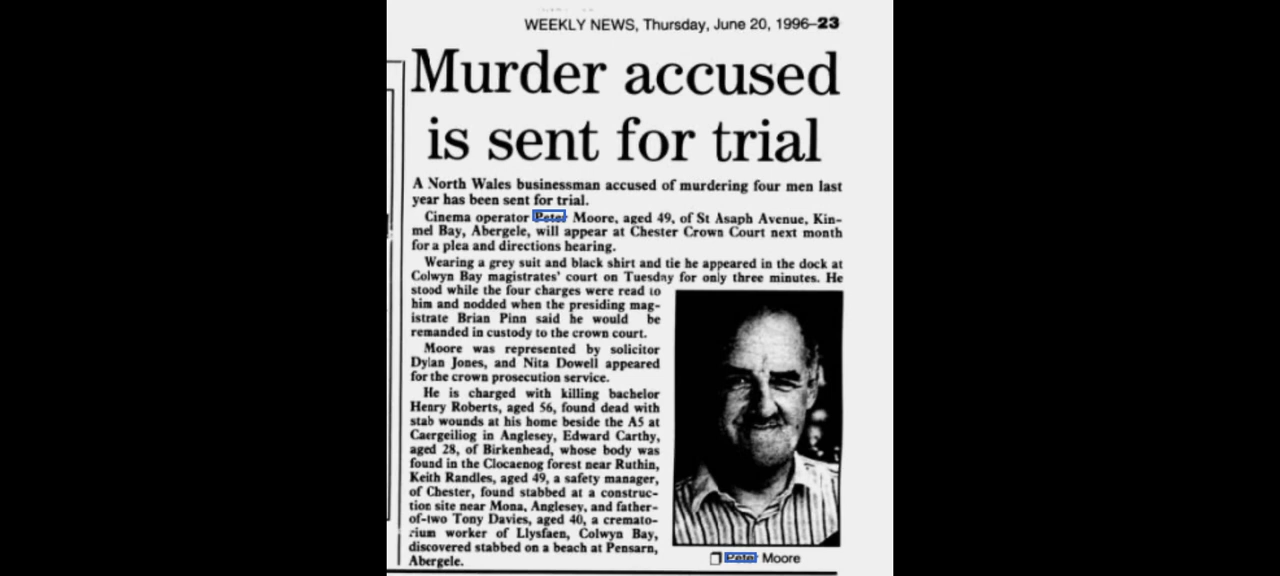 WEEKLY NEWS, Thursday, June 20, 1996–23
Murder accused
is sent for trial
A North Wales businessman accused of murdering four men last
year has been sent for trial.
Cinema operator Peter Moore, aged 49, of St Asaph Avenue, Kin-
mel Bay, Abergele, will appear at Chester Crown Court next month
for a plea and directions hearing.
Wearing a grey suit and black shirt and tie he appeared in the dock at
Colwyn Bay magistrates' court on Tuesday for only three minutes. He
stood while the four charges were read to
him and nodded when the presiding mag-
istrate Brian Pinn said he would be
remanded in custody to the crown court.
Moore was represented by solicitor
Dylan Jones, and Nita Dowell appeared
for the crown prosecution service.
He is charged with killing bachelor
Henry Roberts, aged 56, found dead with
stab wounds at his home beside the A5 at
Caergeiliog in Anglesey, Edward Carthy,
aged 28, of Birkenhead, whose body was
found in the Clocaenog forest near Ruthin,
Keith Randles, aged 49, a safety manager,
of Chester, found stabbed at a construc-
tion site near Mona, Anglesey, and father-
of-two Tony Davies, aged 40, a cremato-
rium worker of Llysfaen, Colwyn Bay,
discovered stabbed on a beach at Pensarn,
Abergele.
Peter Moore